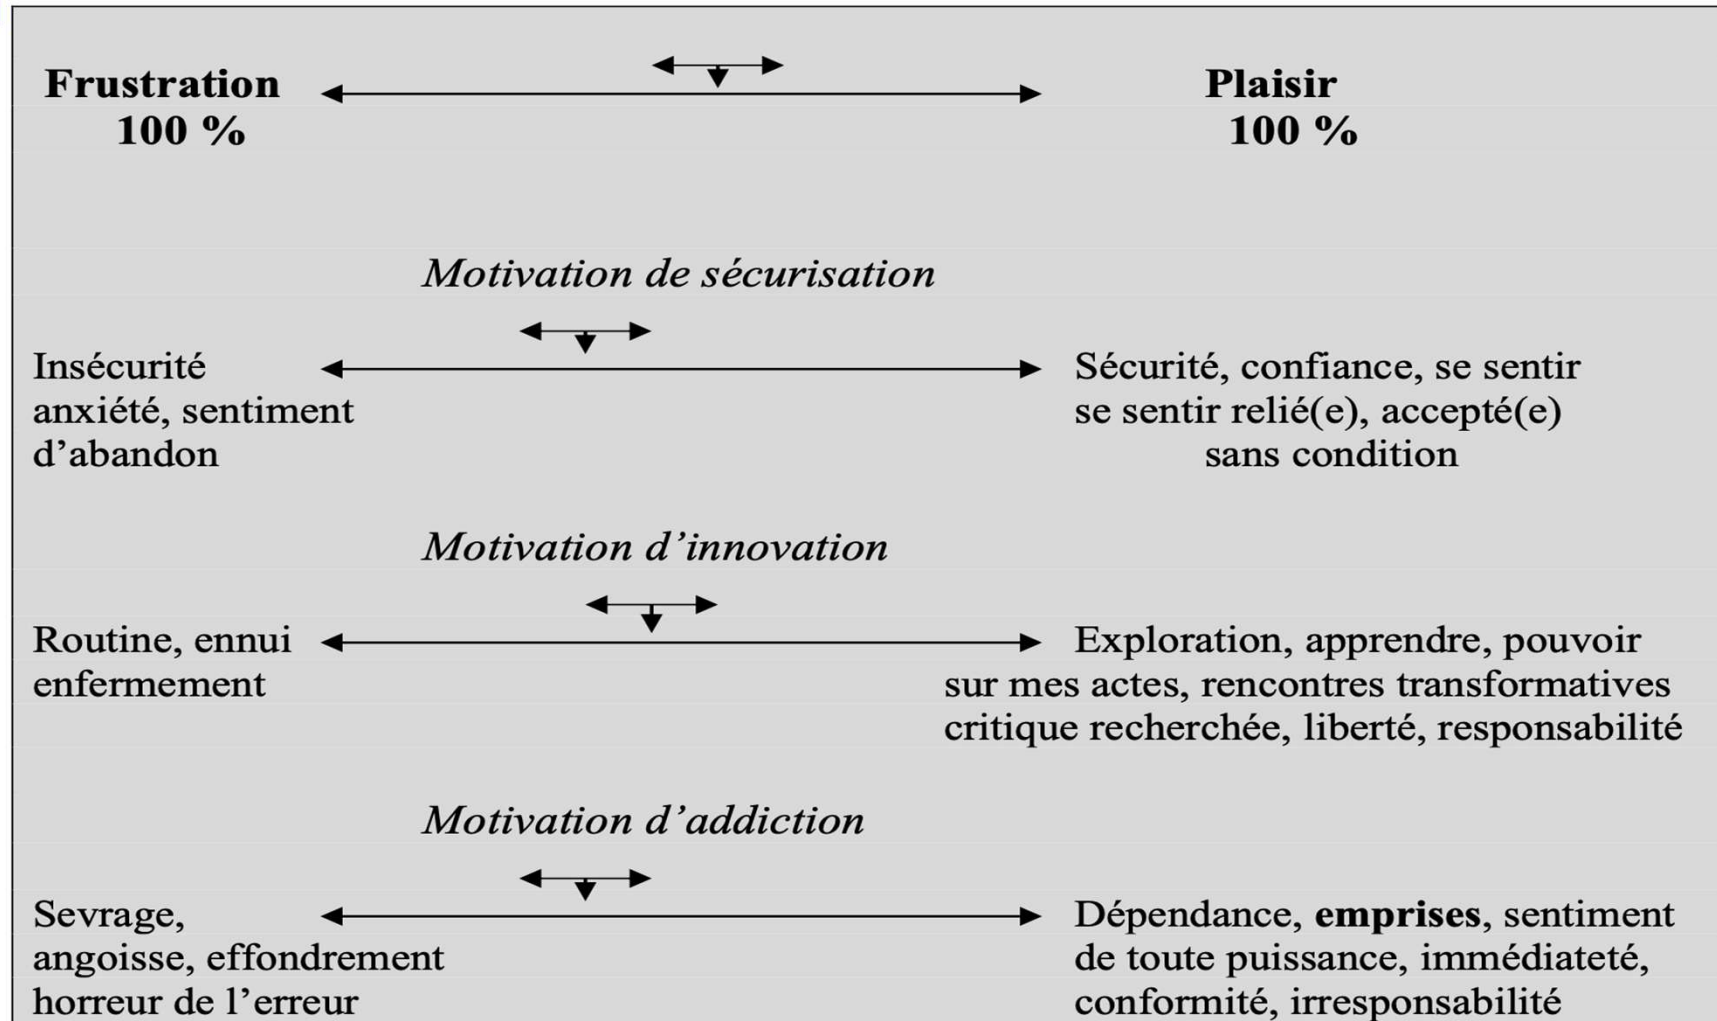 Frustration Plaisir
100 % 100 %
Motivation de sécurisation
Insécurité Sécurité, confiance, se sentir
anxiété, sentiment se sentir relié(e), accepté(e)
d’abandon sans condition
Motivation d’innovation
Routine, ennui Exploration, apprendre, pouvoir
enfermement sur mes actes, rencontres transformatives
critique recherchée, liberté, responsabilité
Motivation d’addiction
Sevrage, Dépendance, emprises, sentiment
angoisse, effondrement de toute puissance, immédiateté,
horreur de l’erreur conformité, irresponsabilité